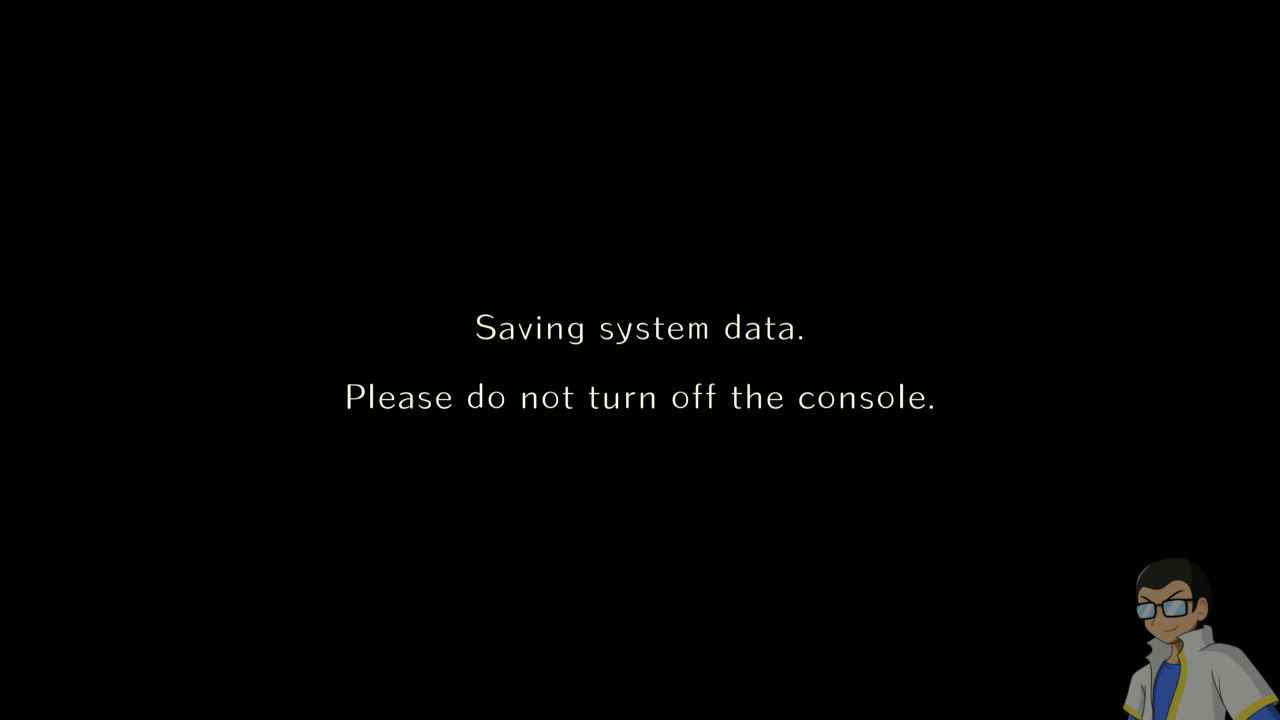 Saving system data.
Please do not turn off the console.